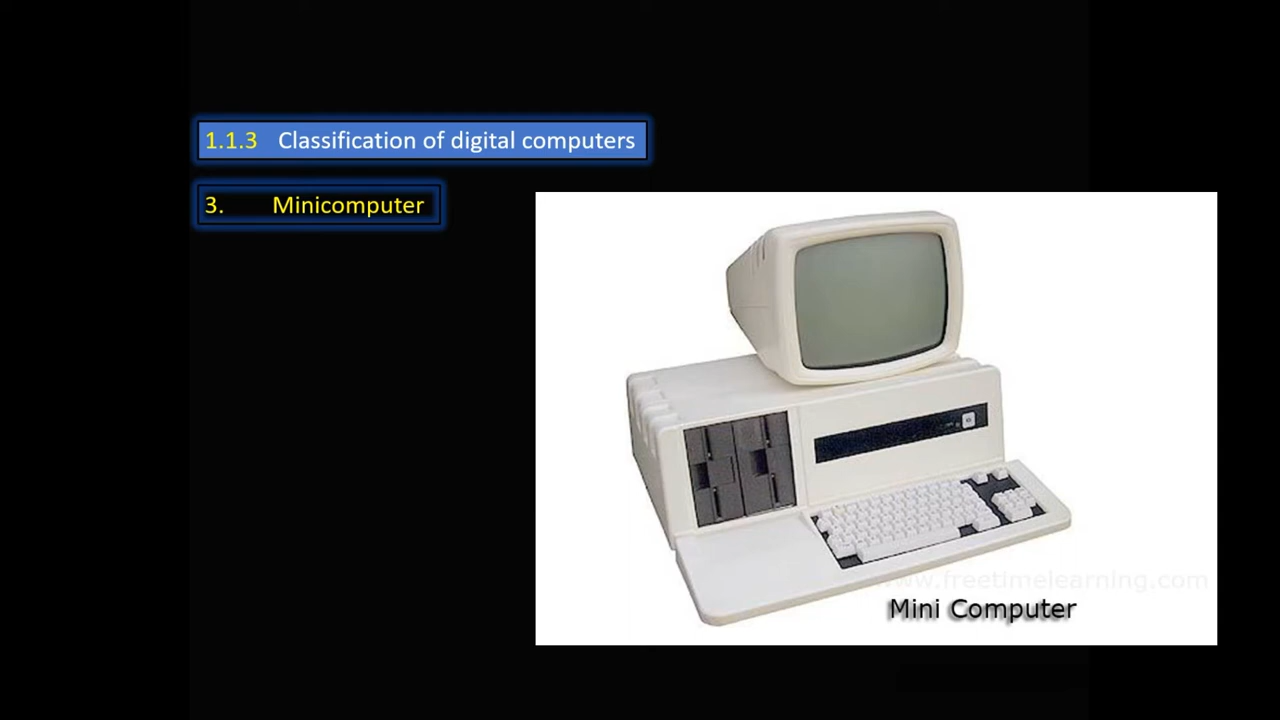 1.1.3 Classification of digital computers
3. Minicomputer
www.freetimelearning.com
Mini Computer